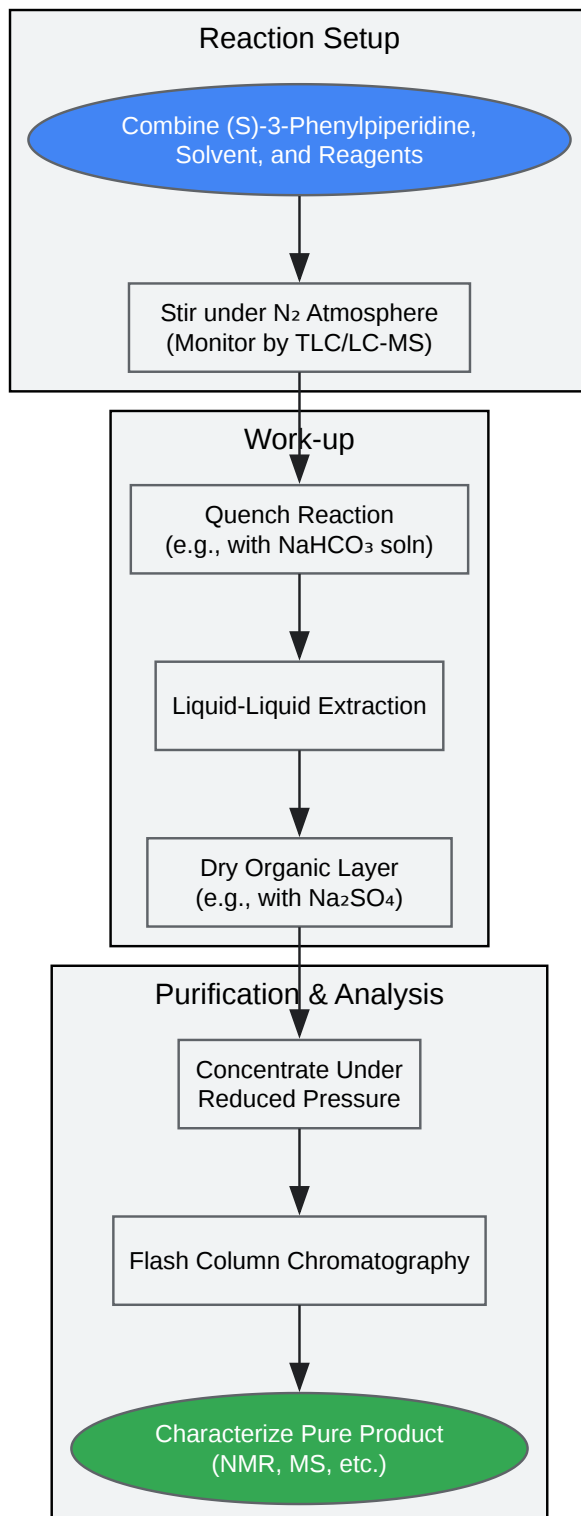 Reaction Setup
Combine (S)-3-Phenylpiperidine,
Solvent, and Reagents
Stir under N₂ Atmosphere
(Monitor by TLC/LC-MS)
Work-up
Quench Reaction
(e.g., with NaHCO₃ soln)
Liquid-Liquid Extraction
Dry Organic Layer
(e.g., with Na₂SO₄)
Purification & Analysis
Concentrate Under
Reduced Pressure
Flash Column Chromatography
Characterize Pure Product
(NMR, MS, etc.)